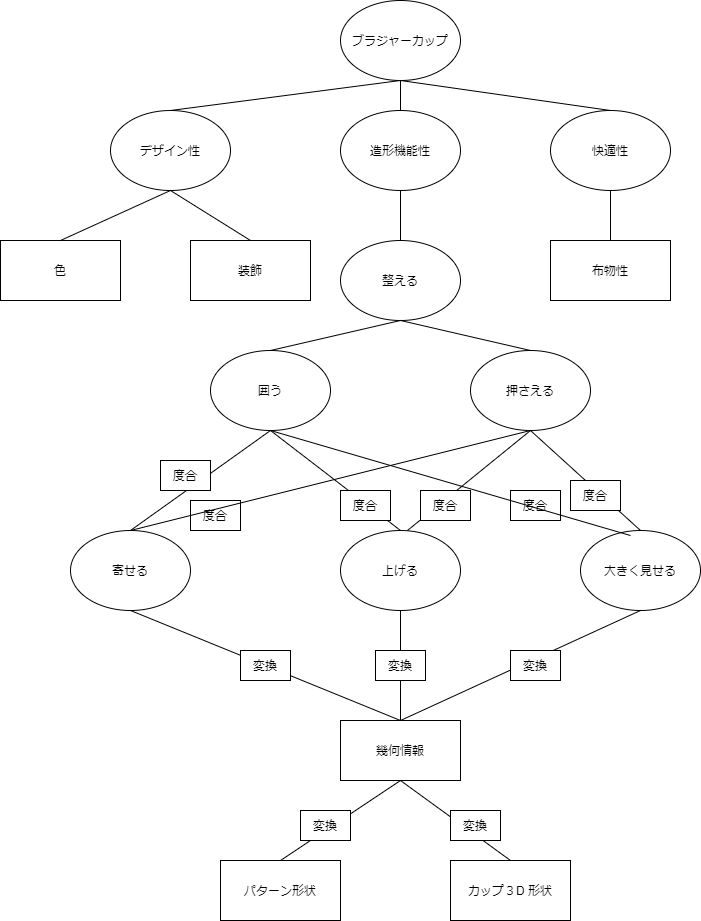 ブラジャーカップ
デザイン性
造形機能性
快適性
色
装飾
整える
布物性
囲う
押さえる
度合
度合
度合
度合
度合
度合
寄せる
上げる
大きく見せる
変換
変換
変換
幾何情報
変換
変換
パターン形状
カップ３D 形状